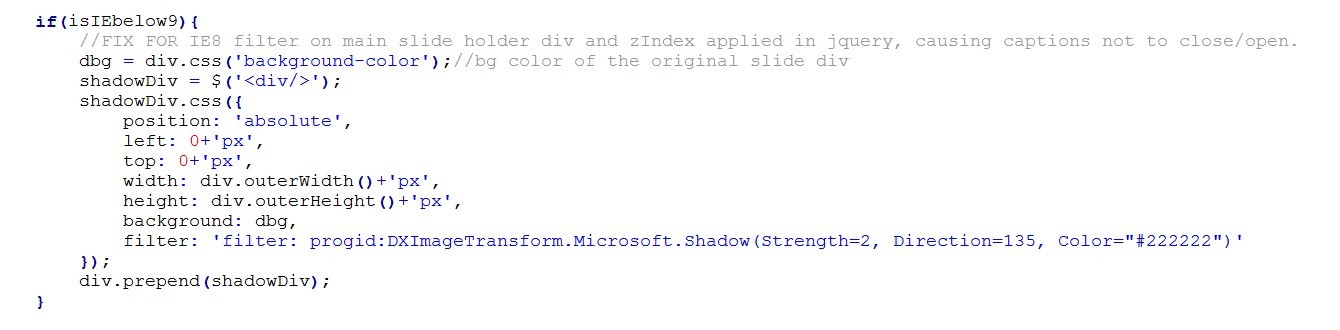 if(isIEbelow9){
    //FIX FOR IE8 filter on main slide holder div and zIndex applied in jquery, causing captions not to close/open.
    dbg = div.css('background-color');//bg color of the original slide div
    shadowDiv = $('<div/>');
    shadowDiv.css({
        position: 'absolute',
        left: 0+'px',
        top: 0+'px',
        width: div.outerWidth()+'px',
        height: div.outerHeight()+'px',
        background: dbg,
        filter: 'filter: progid:DXImageTransform.Microsoft.Shadow(Strength=2, Direction=135, Color="#222222")'
    });
    div.prepend(shadowDiv);
}